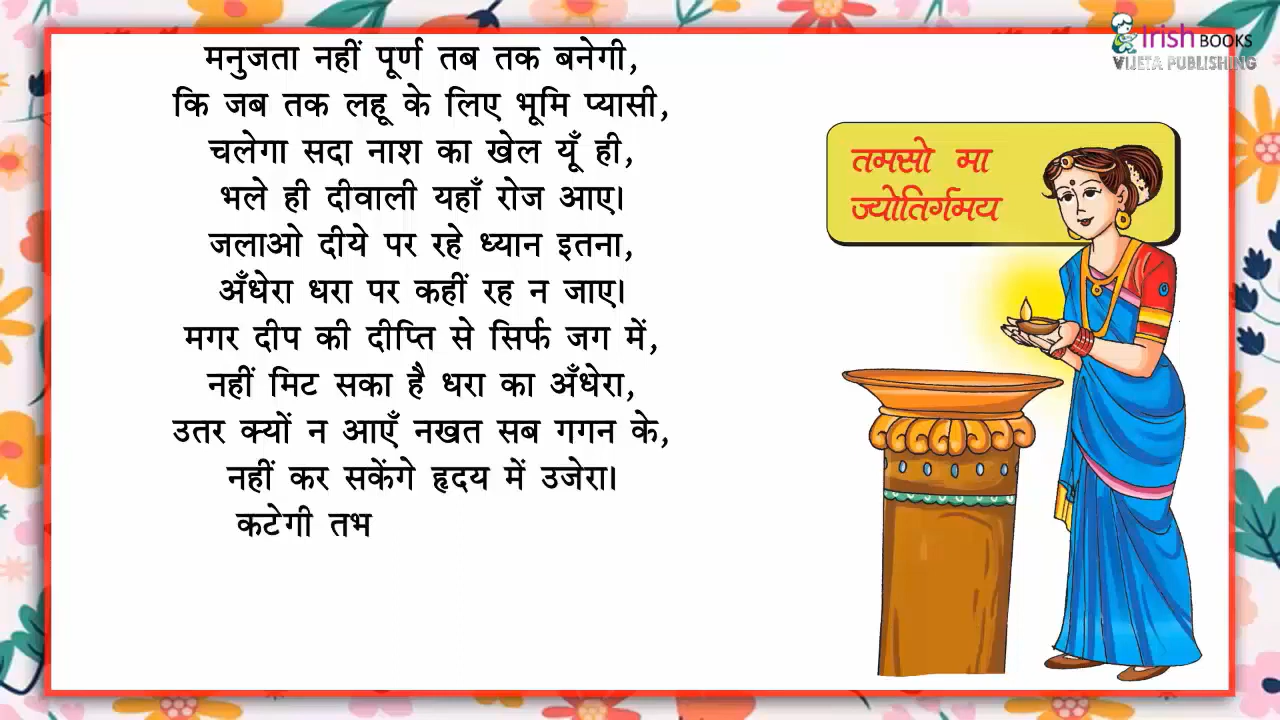 मनुजता नहीं पूर्ण तब तक बनेगी,
कि जब तक लहू के लिए भूमि प्यासी,
चलेगा सदा नाश का खेल यूँ ही,
भले ही दीवाली यहाँ रोज आए।
जलाओ दीये पर रहे ध्यान इतना,
अँधेरा धरा पर कहीं रह न जाए।
मगर दीप की दीप्ति से सिर्फ जग में,
नहीं मिट सका है धरा का अँधेरा,
उतर क्यों न आएँ नखत सब गगन के,
नहीं कर सकेंगे हृदय में उजेरा।
कटेगी तभ
Irish BOOKS
VIJETA PUBLISHING
तमसो मा
ज्योतिर्गमय